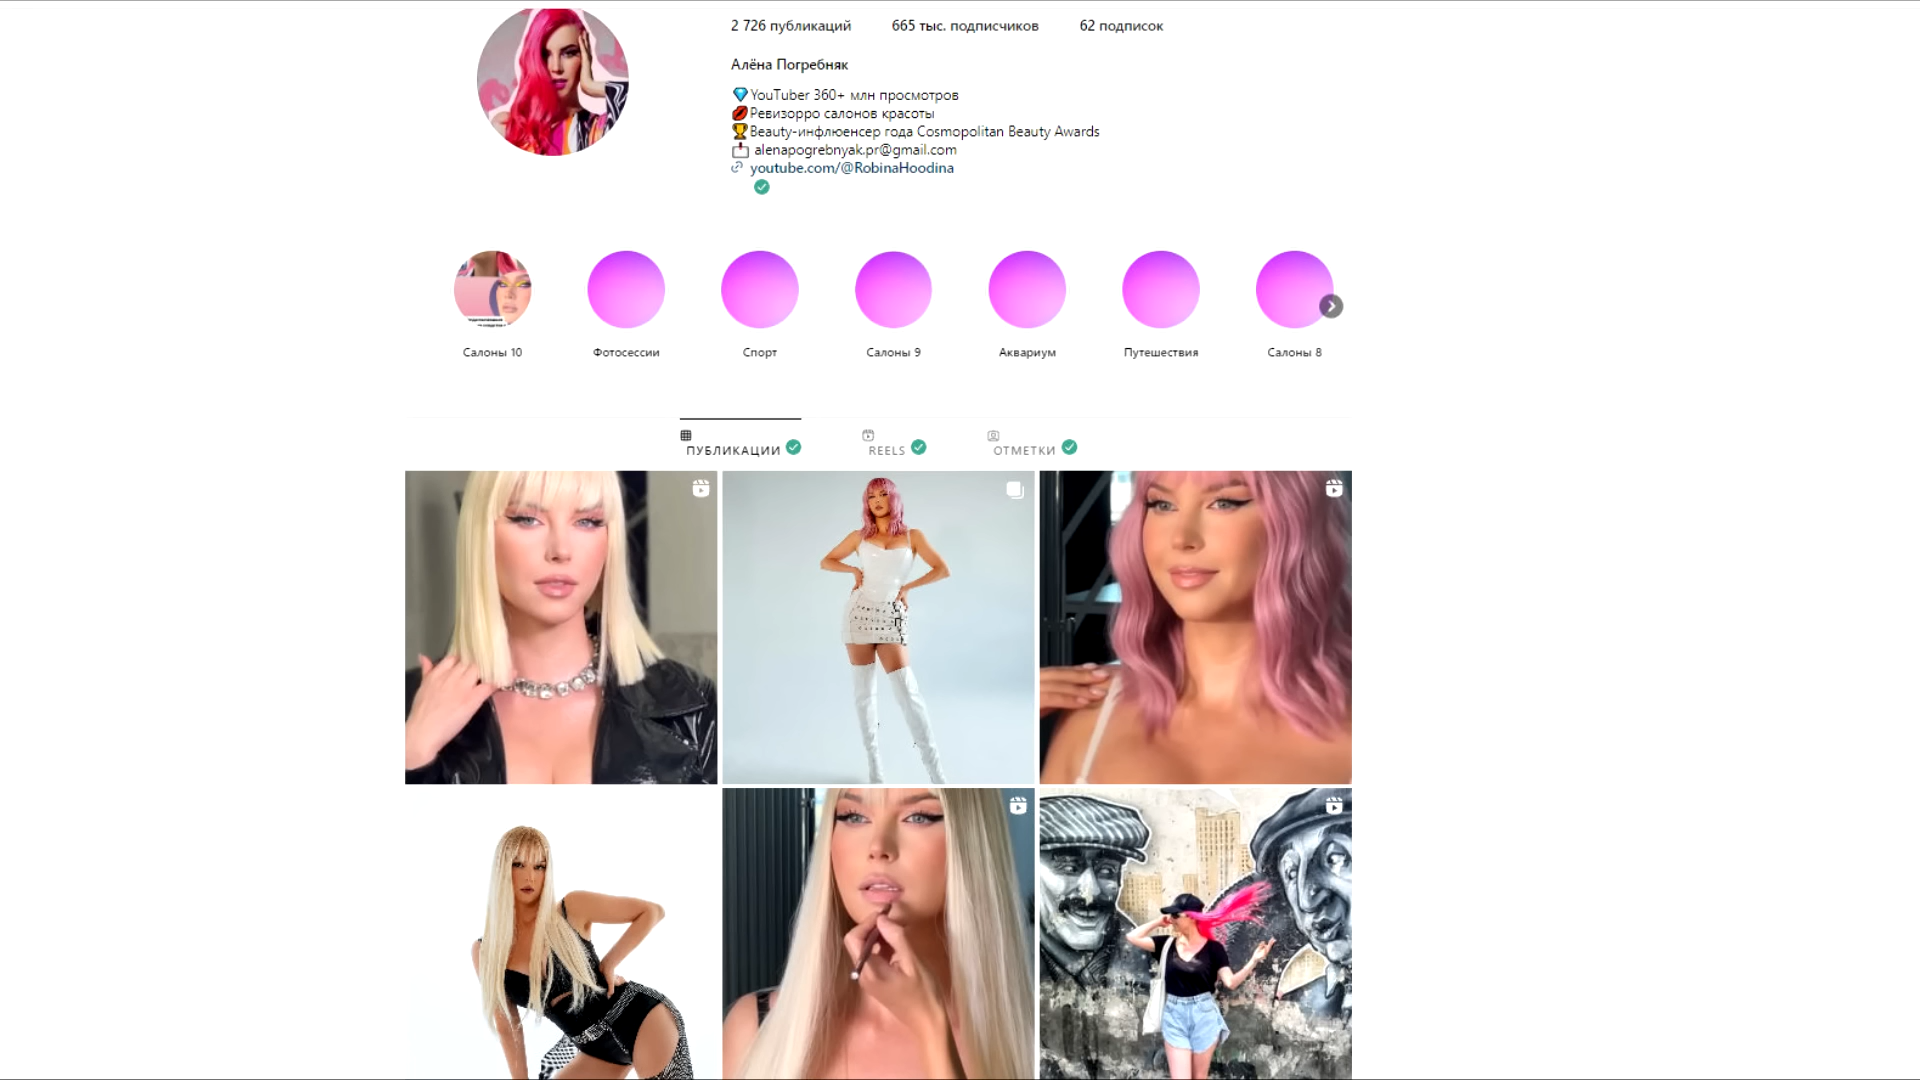 2 726 публикаций 665 тыс. подписчиков 62 подписок
Алёна Погребняк
YouTuber 360+ млн просмотров
Ревизорро салонов красоты
Beauty-инфлюенсер года Cosmopolitan Beauty Awards
alenapogrebnyak.pr@gmail.com
youtube.com/@RobinaHoodina
Салоны 10 Фотосессии Спорт Салоны 9 Аквариум Путешествия Салоны 8
ПУБЛИКАЦИИ REELS ОТМЕТКИ